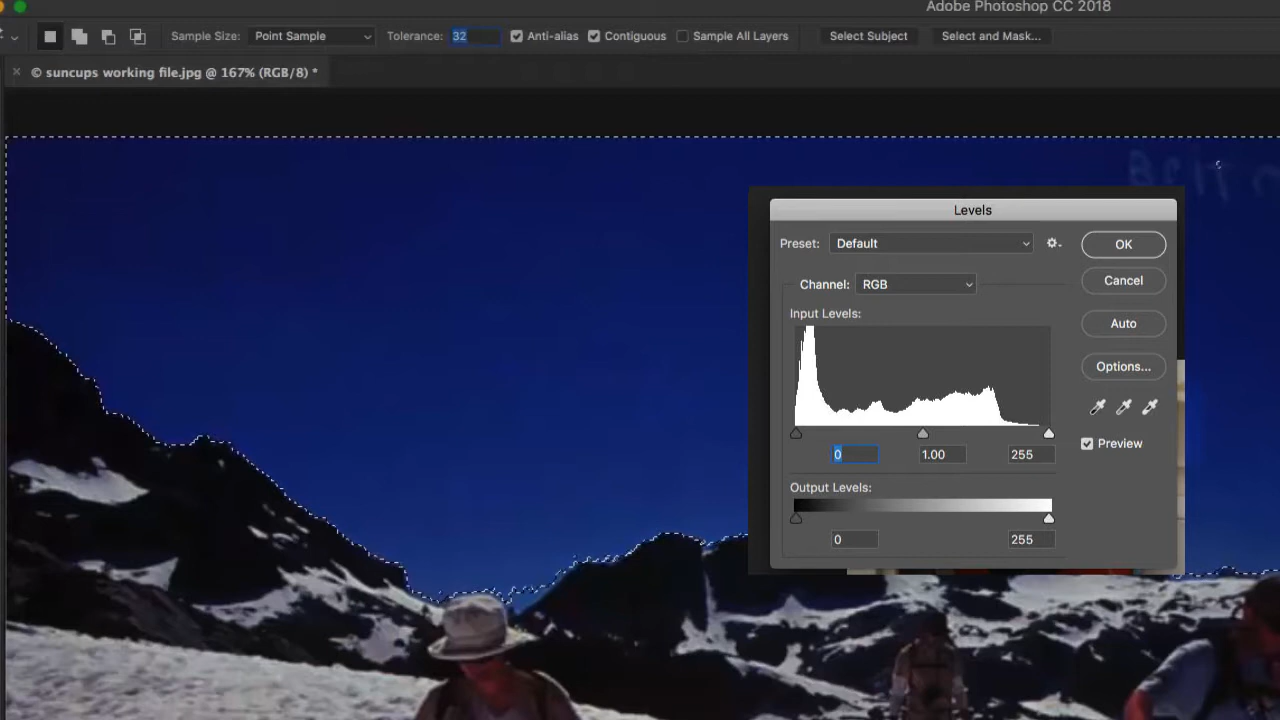 Adobe Photoshop CC 2018
Sample Size: Point Sample Tolerance: 32 Anti-alias Contiguous Sample All Layers Select Subject Select and Mask...
× © suncups working file.jpg @ 167% (RGB/8) *
Levels
Preset: Default OK
Channel: RGB Cancel
Input Levels:
Auto
Options...
0 1.00 255 Preview
Output Levels:
0 255